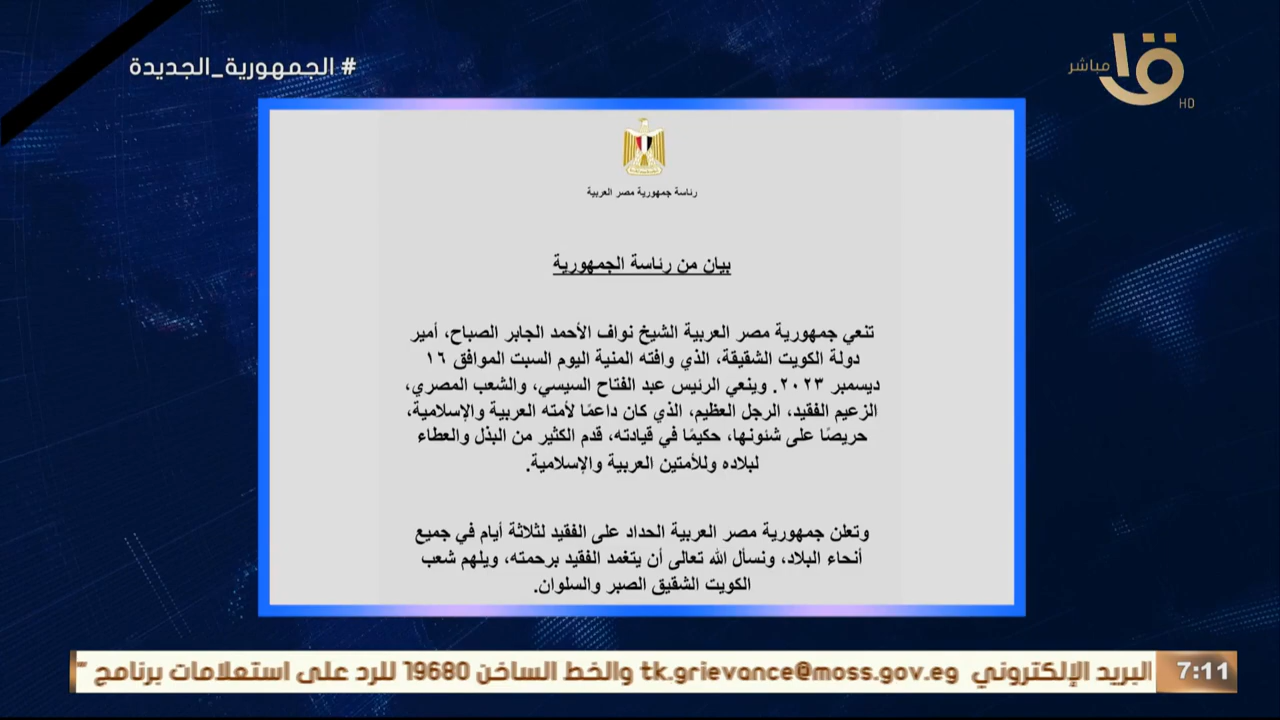 # الجمهورية_الجديدة
مباشر
HD
رئاسة جمهورية مصر العربية
بيان من رئاسة الجمهورية
تنعي جمهورية مصر العربية الشيخ نواف الأحمد الجابر الصباح، أمير
دولة الكويت الشقيقة، الذي وافته المنية اليوم السبت الموافق ١٦
ديسمبر ٢٠٢٣. وينعي الرئيس عبد الفتاح السيسي، والشعب المصري،
الزعيم الفقيد، الرجل العظيم، الذي كان داعمًا لأمته العربية والإسلامية،
حريصًا على شئونها، حكيمًا في قيادته، قدم الكثير من البذل والعطاء
لبلاده وللأمتين العربية والإسلامية.
وتعلن جمهورية مصر العربية الحداد على الفقيد لثلاثة أيام في جميع
أنحاء البلاد، ونسأل الله تعالى أن يتغمد الفقيد برحمته، ويلهم شعب
الكويت الشقيق الصبر والسلوان.
7:11
البريد الإلكتروني tk.grievance@moss.gov.eg والخط الساخن 19680 للرد على استعلامات برنامج "